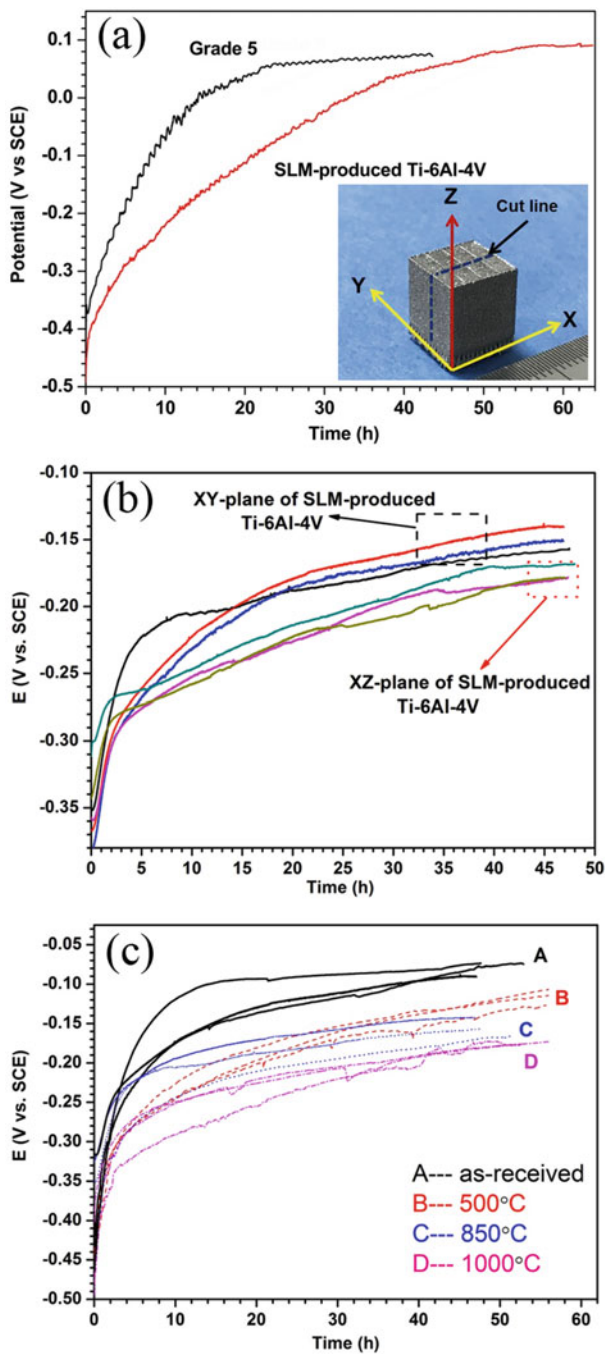 (a)
Grade 5
SLM-produced Ti-6Al-4V
Z
Cut line
Y
X
Potential (V vs SCE)
0.1
0.0
-0.1
-0.2
-0.3
-0.4
-0.5
0 10 20 30 40 50 60
Time (h)
(b)
XY-plane of SLM-produced
Ti-6Al-4V
XZ-plane of SLM-produced
Ti-6Al-4V
E (V vs. SCE)
-0.10
-0.15
-0.20
-0.25
-0.30
-0.35
0 5 10 15 20 25 30 35 40 45 50
Time (h)
(c)
A
B
C
D
A--- as-received
B--- 500°C
C--- 850°C
D--- 1000°C
E (V vs. SCE)
-0.05
-0.10
-0.15
-0.20
-0.25
-0.30
-0.35
-0.40
-0.45
-0.50
0 10 20 30 40 50 60
Time (h)